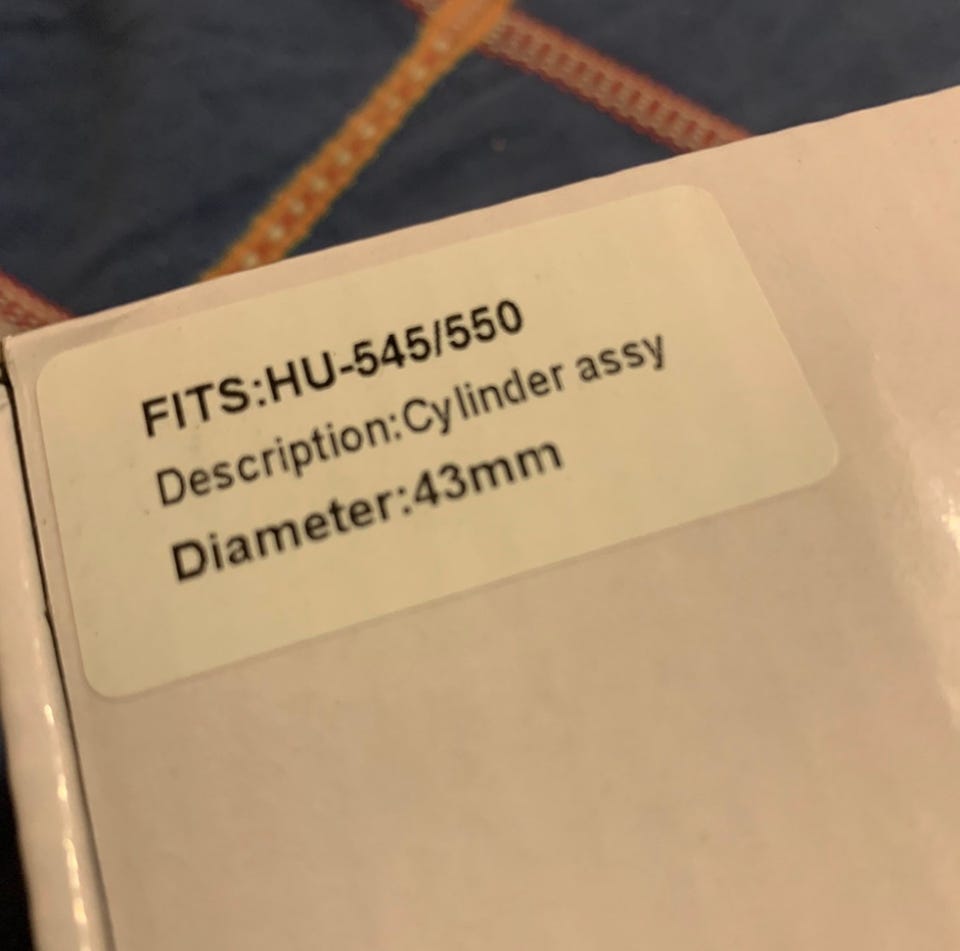 FITS:HU-545/550
Description:Cylinder assy
Diameter:43mm